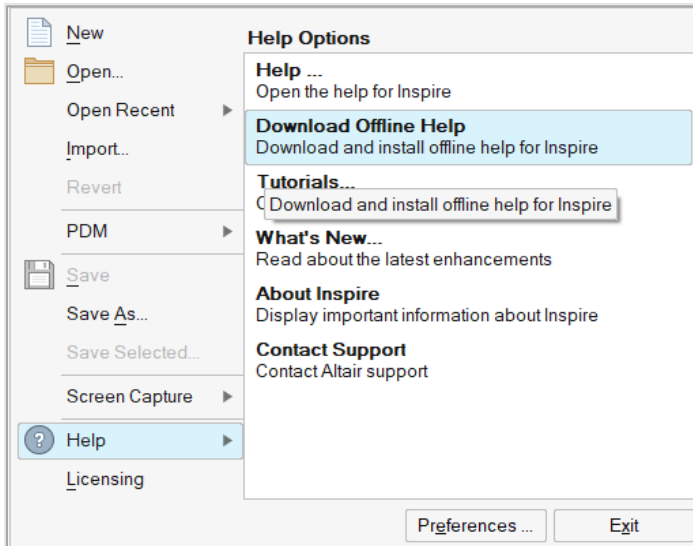 New
Open...
Open Recent
Import...
Revert
PDM
Save
Save As...
Save Selected...
Screen Capture
Help
Licensing
Help Options
Help ...
Open the help for Inspire
Download Offline Help
Download and install offline help for Inspire
Tutorials...
Download and install offline help for Inspire
What's New...
Read about the latest enhancements
About Inspire
Display important information about Inspire
Contact Support
Contact Altair support
Preferences ...
Exit